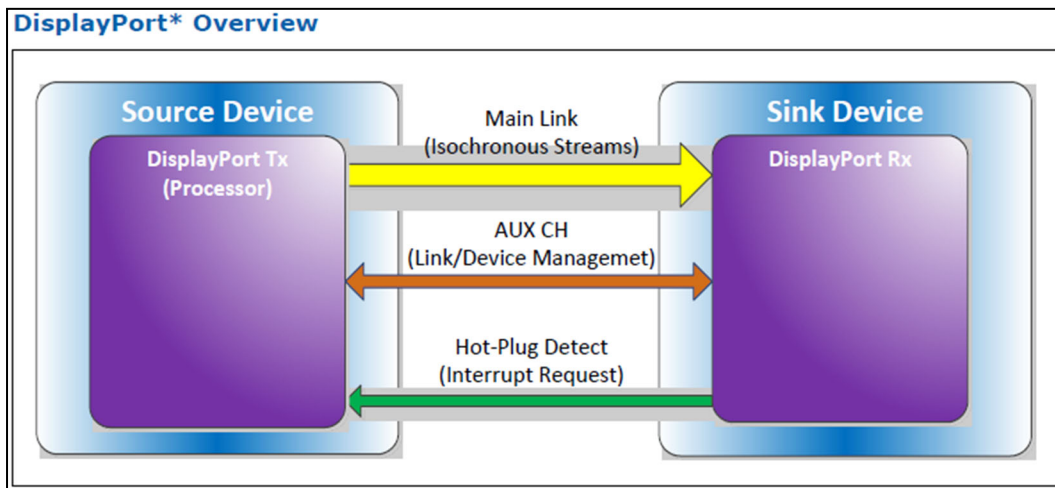 DisplayPort* Overview
Source Device
Sink Device
DisplayPort Tx
(Processor)
Main Link
(Isochronous Streams)
DisplayPort Rx
AUX CH
(Link/Device Managemet)
Hot-Plug Detect
(Interrupt Request)